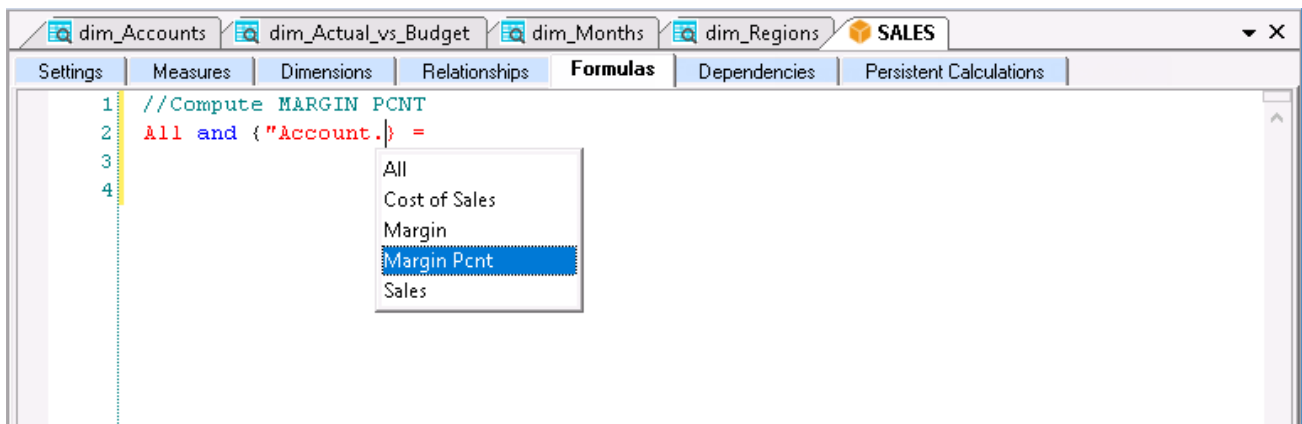 dim_Accounts dim_Actual_vs_Budget dim_Months dim_Regions SALES
Settings Measures Dimensions Relationships Formulas Dependencies Persistent Calculations
1 //Compute MARGIN PCNT
2 All and {"Account.} =
3
4
All
Cost of Sales
Margin
Margin Pcnt
Sales